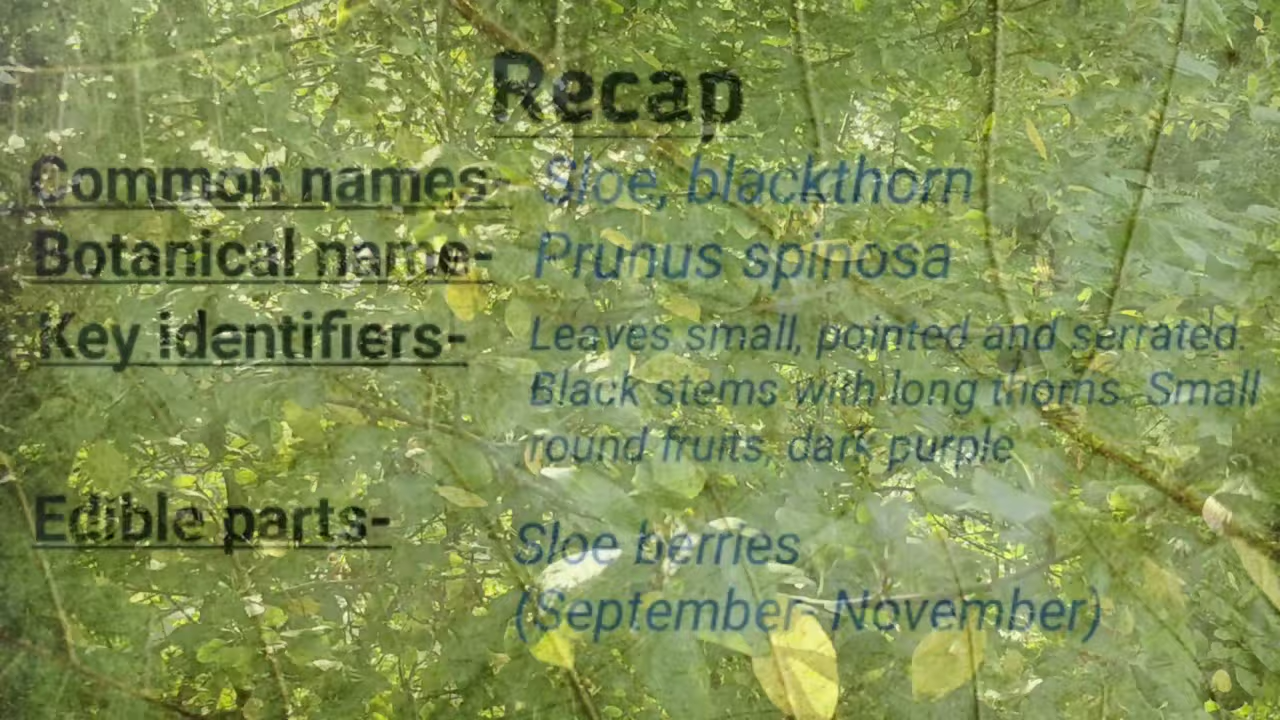 Recap
Common names- Sloe, blackthorn
Botanical name- Prunus spinosa
Key identifiers- Leaves small, pointed and serrated.
Black stems with long thorns. Small
round fruits, dark purple
Edible parts- Sloe berries
(September- November)